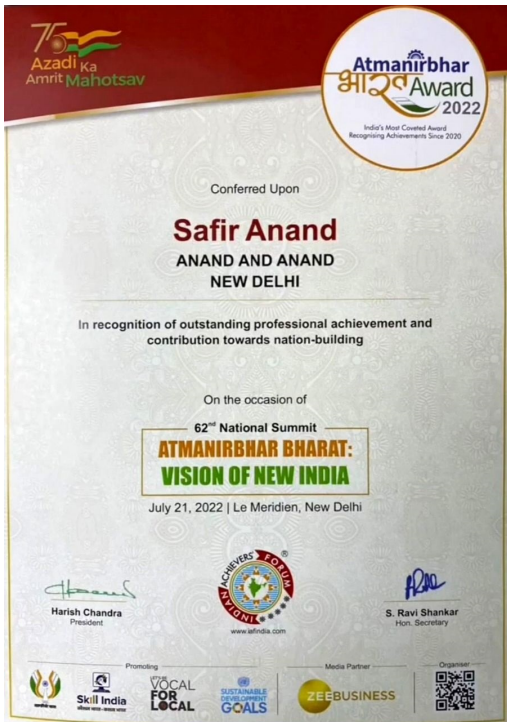 75
Azadi Ka
Amrit Mahotsav
Atmanirbhar
भारत Award
2022
India's Most Coveted Award
Recognising Achievements Since 2020
Conferred Upon
Safir Anand
ANAND AND ANAND
NEW DELHI
In recognition of outstanding professional achievement and
contribution towards nation-building
On the occasion of
62nd National Summit
ATMANIRBHAR BHARAT:
VISION OF NEW INDIA
July 21, 2022 | Le Meridien, New Delhi
INDIAN ACHIEVERS' FORUM ®
www.iafindia.com
Harish Chandra
President
S. Ravi Shankar
Hon. Secretary
Promoting
Media Partner
Organiser
Skill India
VOCAL
FOR
LOCAL
SUSTAINABLE
DEVELOPMENT
GOALS
ZEE BUSINESS